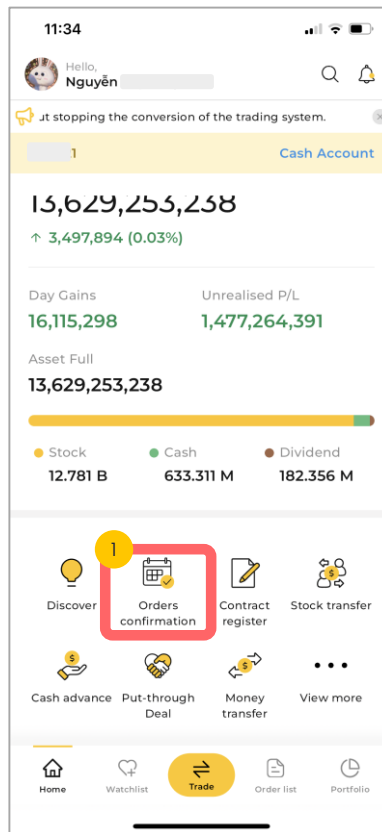 11:34
Hello,
Nguyễn
ut stopping the conversion of the trading system.
1 Cash Account
13,629,253,238
↑ 3,497,894 (0.03%)
Day Gains Unrealised P/L
16,115,298 1,477,264,391
Asset Full
13,629,253,238
Stock Cash Dividend
12.781 B 633.311 M 182.356 M
1
Discover Orders confirmation Contract register Stock transfer
Cash advance Put-through Deal Money transfer View more
Home Watchlist Trade Order list Portfolio